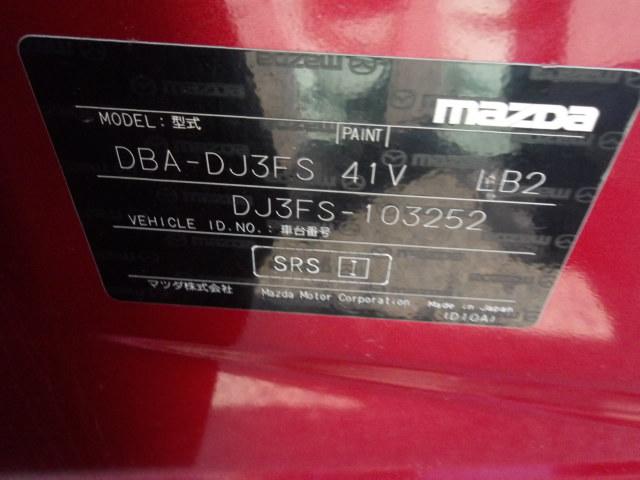 mazda
MODEL: 型式 PAINT
DBA-DJ3FS 41V B2
DJ3FS-103252
VEHICLE ID.NO.: 車台番号
SRS I
マツダ株式会社 Mazda Motor Corporation Made in Japan
(D10A)